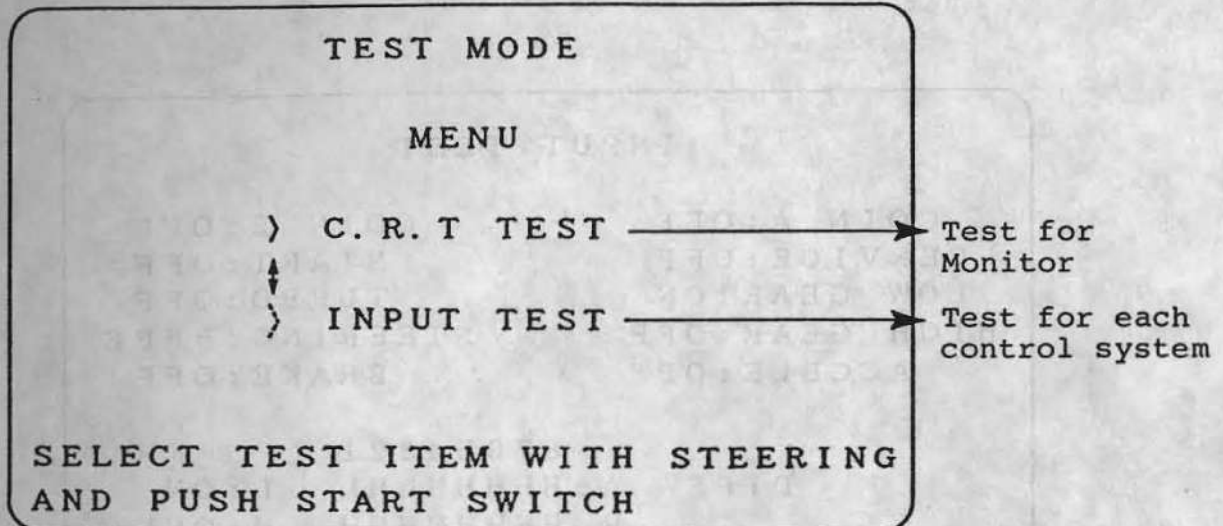 TEST MODE
MENU
> C.R.T TEST
Test for
Monitor
> INPUT TEST
Test for each
control system
SELECT TEST ITEM WITH STEERING
AND PUSH START SWITCH